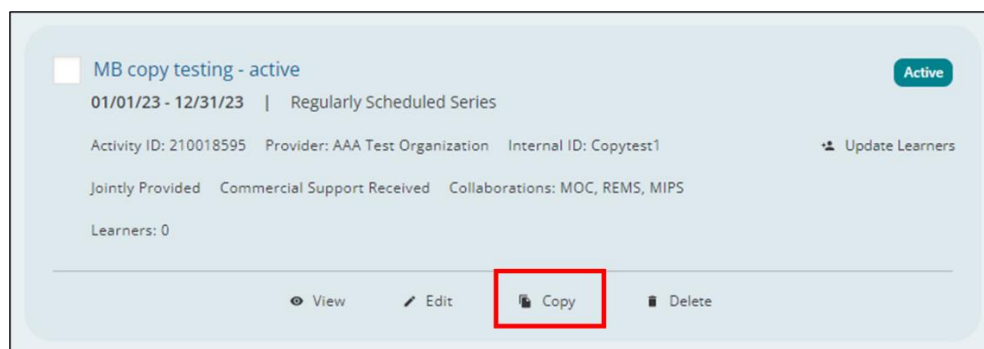 MB copy testing - active
Active
01/01/23 - 12/31/23 | Regularly Scheduled Series
Activity ID: 210018595 Provider: AAA Test Organization Internal ID: Copytest1
Update Learners
Jointly Provided Commercial Support Received Collaborations: MOC, REMS, MIPS
Learners: 0
View Edit Copy Delete